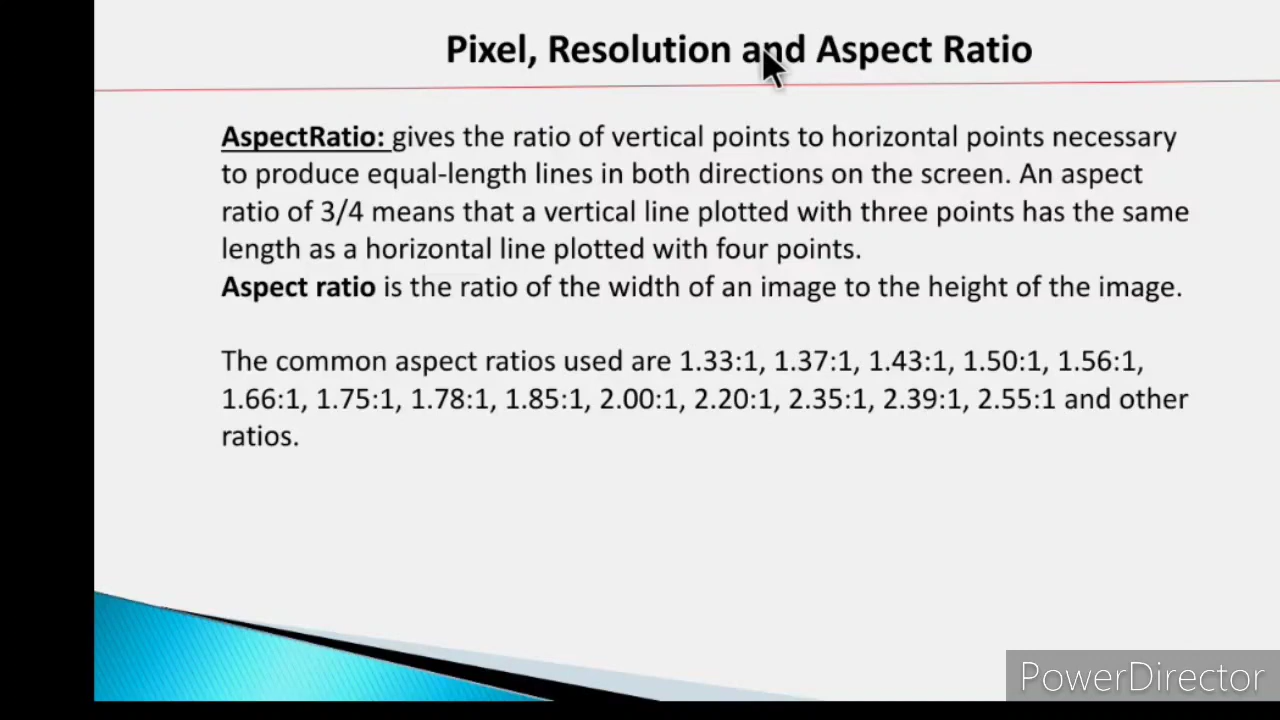 Pixel, Resolution and Aspect Ratio
AspectRatio: gives the ratio of vertical points to horizontal points necessary
to produce equal-length lines in both directions on the screen. An aspect
ratio of 3/4 means that a vertical line plotted with three points has the same
length as a horizontal line plotted with four points.
Aspect ratio is the ratio of the width of an image to the height of the image.
The common aspect ratios used are 1.33:1, 1.37:1, 1.43:1, 1.50:1, 1.56:1,
1.66:1, 1.75:1, 1.78:1, 1.85:1, 2.00:1, 2.20:1, 2.35:1, 2.39:1, 2.55:1 and other
ratios.
PowerDirector